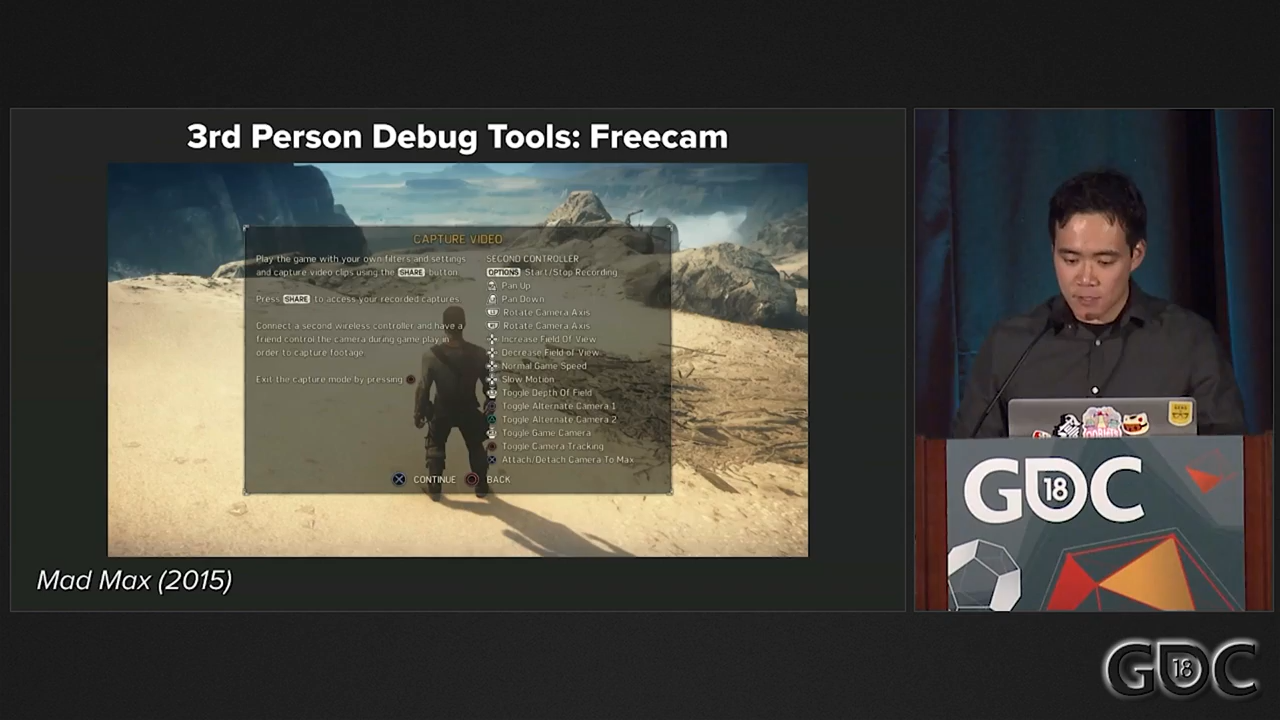 3rd Person Debug Tools: Freecam
CAPTURE VIDEO
Play the game with your own filters and settings
and capture video clips using the SHARE button.
Press SHARE to access your recorded captures.
Connect a second wireless controller and have a
friend control the camera during game play in
order to capture footage.
Exit the capture mode by pressing
SECOND CONTROLLER
OPTIONS Start/Stop Recording
Pan Up
Pan Down
Rotate Camera Axis
Rotate Camera Axis
Increase Field Of View
Decrease Field of View
Normal Game Speed
Slow Motion
Toggle Depth Of Field
Toggle Alternate Camera 1
Toggle Alternate Camera 2
Toggle Game Camera
Toggle Camera Tracking
Attach/Detach Camera To Max
CONTINUE BACK
Mad Max (2015)
GDC 18
GDC 18